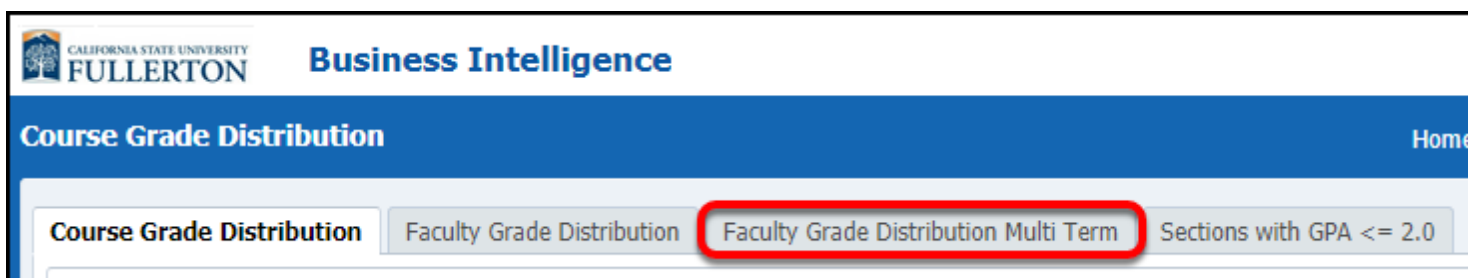 CALIFORNIA STATE UNIVERSITY
FULLERTON
Business Intelligence
Course Grade Distribution
Home
Course Grade Distribution
Faculty Grade Distribution
Faculty Grade Distribution Multi Term
Sections with GPA <= 2.0